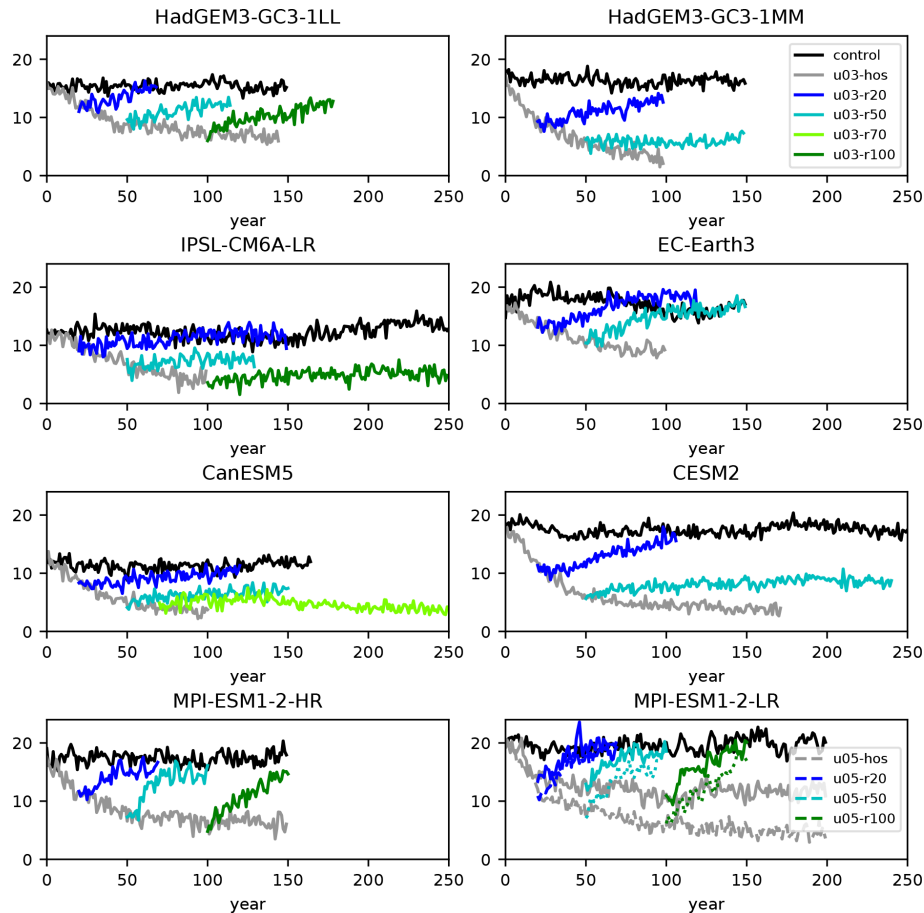 HadGEM3-GC3-1LL HadGEM3-GC3-1MM
20
10
0
0 50 100 150 200 250
year
20
10
0
0 50 100 150 200 250
year
control
u03-hos
u03-r20
u03-r50
u03-r70
u03-r100
IPSL-CM6A-LR EC-Earth3
20
10
0
0 50 100 150 200 250
year
20
10
0
0 50 100 150 200 250
year
CanESM5 CESM2
20
10
0
0 50 100 150 200 250
year
20
10
0
0 50 100 150 200 250
year
MPI-ESM1-2-HR MPI-ESM1-2-LR
20
10
0
0 50 100 150 200 250
year
20
10
0
0 50 100 150 200 250
year
u05-hos
u05-r20
u05-r50
u05-r100